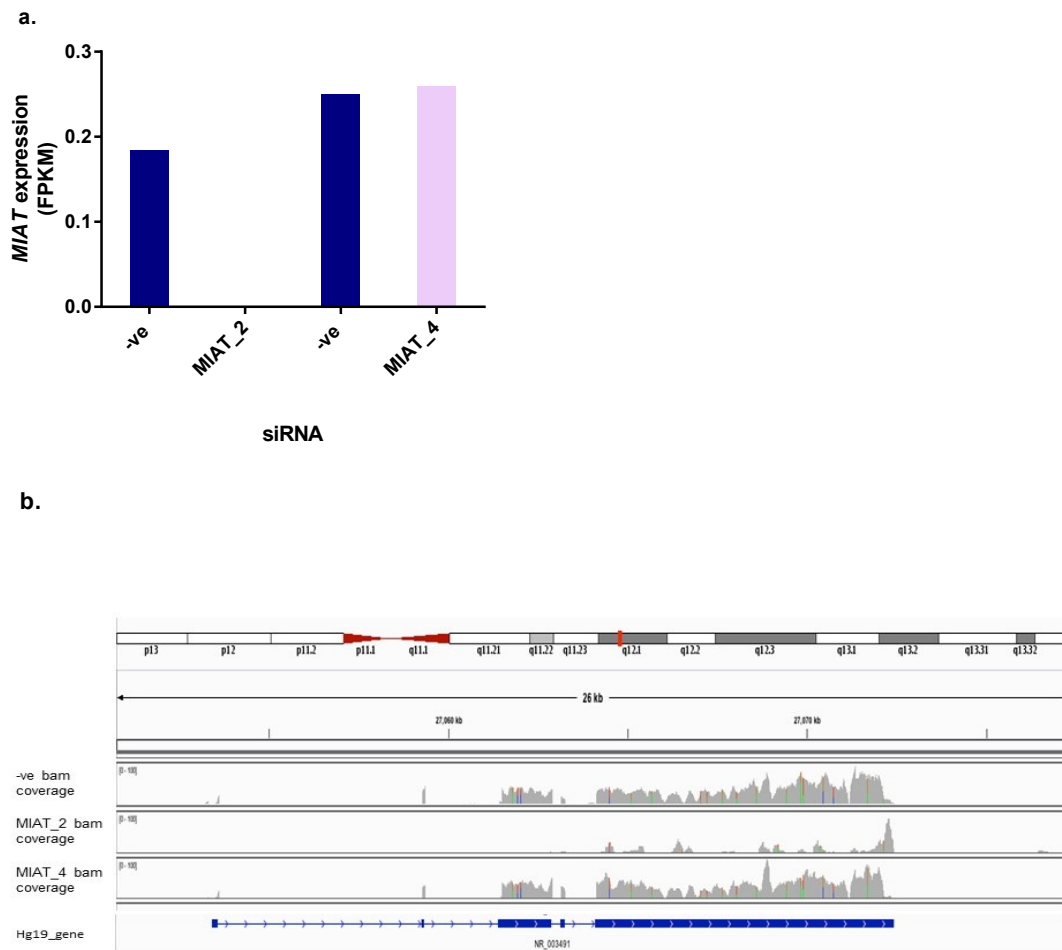 a.
0.3
0.2
0.1
0.0
MIAT expression
(FPKM)
-ve
MIAT_2
-ve
MIAT_4
siRNA
b.
p13 p12 p11.2 p11.1 q11.1 q11.21 q11.22 q11.23 q12.1 q12.2 q12.3 q13.1 q13.2 q13.31 q13.32
26 kb
27,060 kb 27,070 kb
-ve bam
coverage
[0 - 100]
MIAT_2 bam
coverage
[0 - 100]
MIAT_4 bam
coverage
[0 - 100]
Hg19_gene
NR_003491